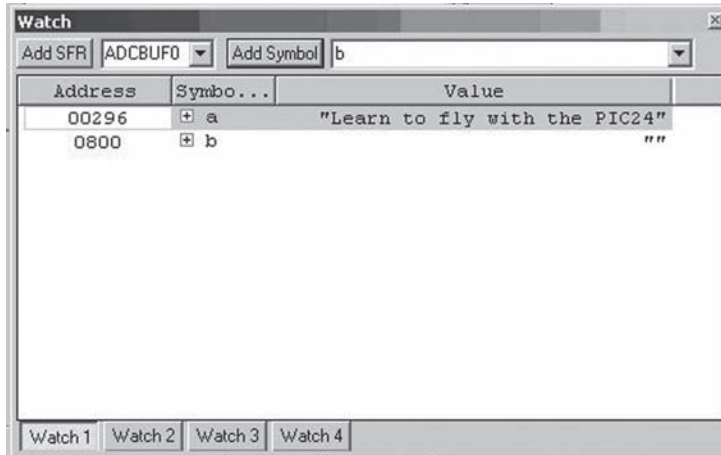 Watch
Add SFR ADCBUF0 Add Symbol b
Address Symbo... Value
00296 a "Learn to fly with the PIC24"
0800 b ""
Watch 1 Watch 2 Watch 3 Watch 4